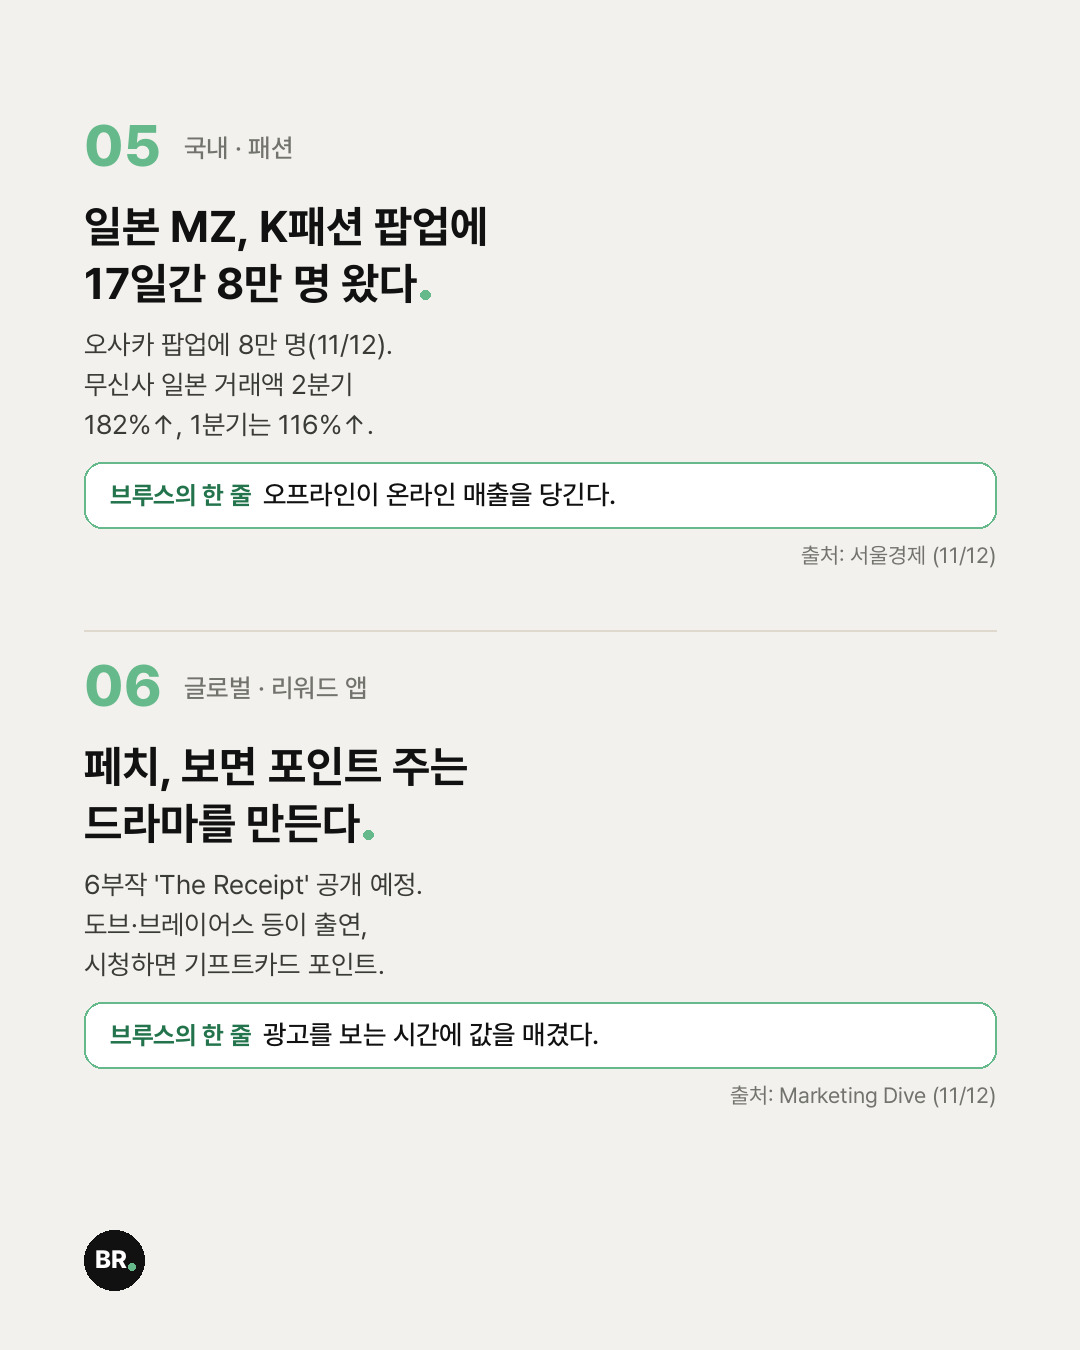 05 국내 · 패션
일본 MZ, K패션 팝업에
17일간 8만 명 왔다.
오사카 팝업에 8만 명(11/12).
무신사 일본 거래액 2분기
182%↑, 1분기는 116%↑.
브루스의 한 줄 오프라인이 온라인 매출을 당긴다.
출처: 서울경제 (11/12)
06 글로벌 · 리워드 앱
페치, 보면 포인트 주는
드라마를 만든다.
6부작 'The Receipt' 공개 예정.
도브·브레이어스 등이 출연,
시청하면 기프트카드 포인트.
브루스의 한 줄 광고를 보는 시간에 값을 매겼다.
출처: Marketing Dive (11/12)
BR.